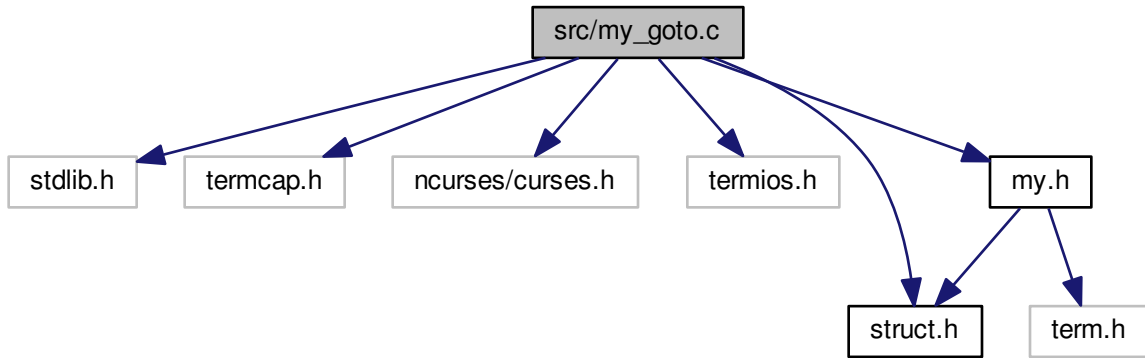 src/my_goto.c
stdlib.h
termcap.h
ncurses/curses.h
termios.h
my.h
struct.h
term.h